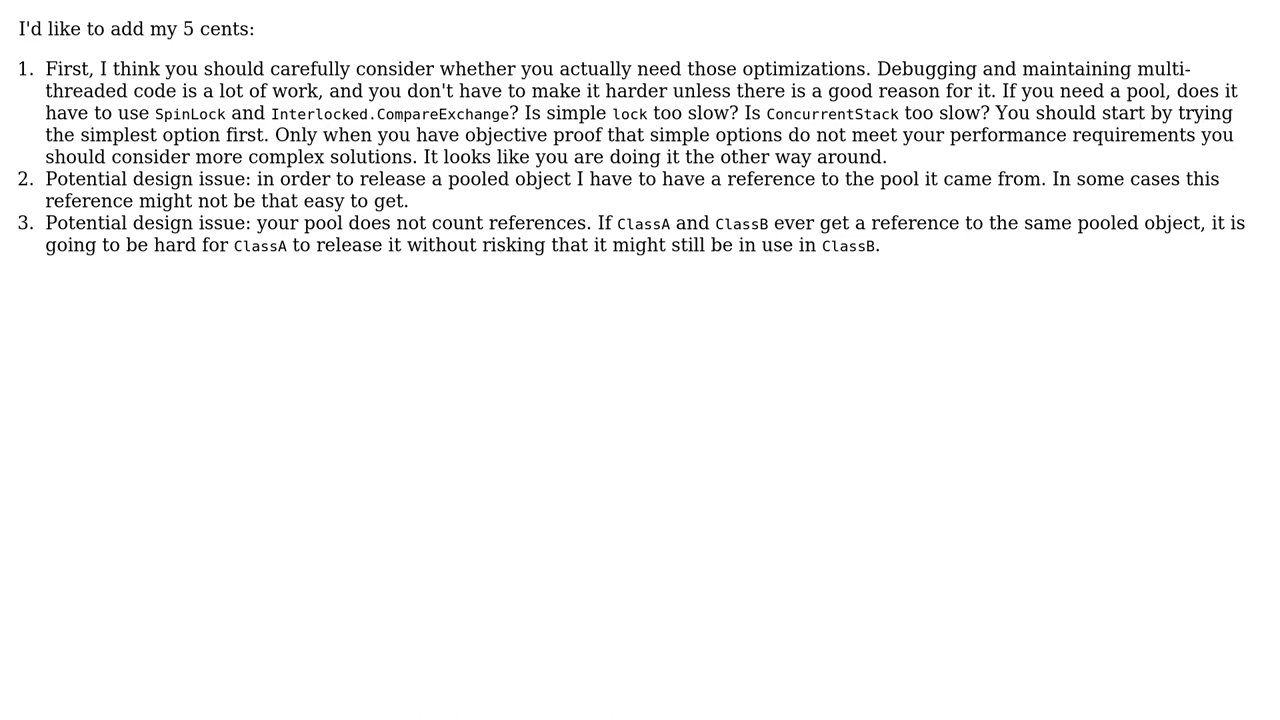 I'd like to add my 5 cents:
1. First, I think you should carefully consider whether you actually need those optimizations. Debugging and maintaining multi-
threaded code is a lot of work, and you don't have to make it harder unless there is a good reason for it. If you need a pool, does it
have to use SpinLock and Interlocked.CompareExchange? Is simple lock too slow? Is ConcurrentStack too slow? You should start by trying
the simplest option first. Only when you have objective proof that simple options do not meet your performance requirements you
should consider more complex solutions. It looks like you are doing it the other way around.
2. Potential design issue: in order to release a pooled object I have to have a reference to the pool it came from. In some cases this
reference might not be that easy to get.
3. Potential design issue: your pool does not count references. If ClassA and ClassB ever get a reference to the same pooled object, it is
going to be hard for ClassA to release it without risking that it might still be in use in ClassB.